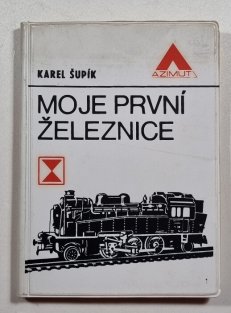 AZIMUT
KAREL ŠUPÍK
MOJE PRVNÍ
ŽELEZNICE